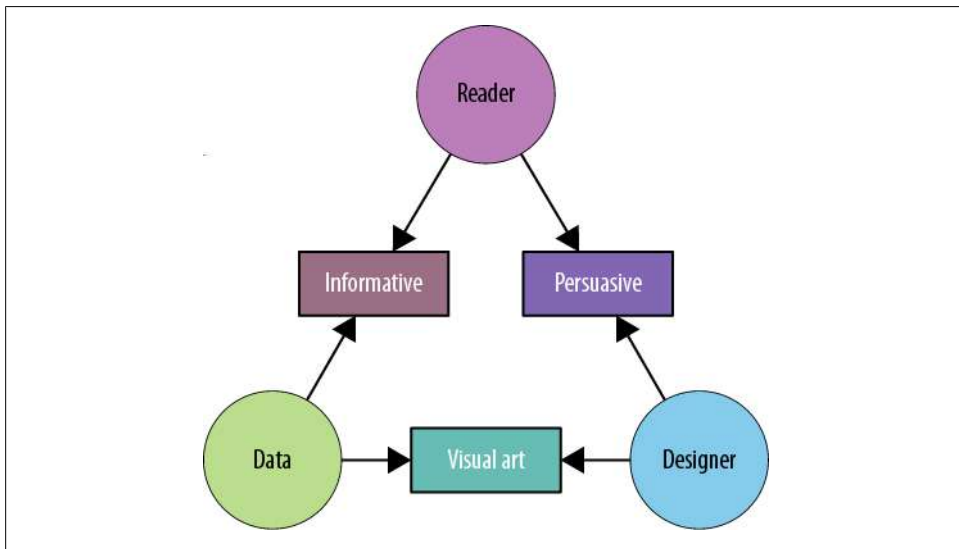 Reader
Informative
Persuasive
Data
Visual art
Designer